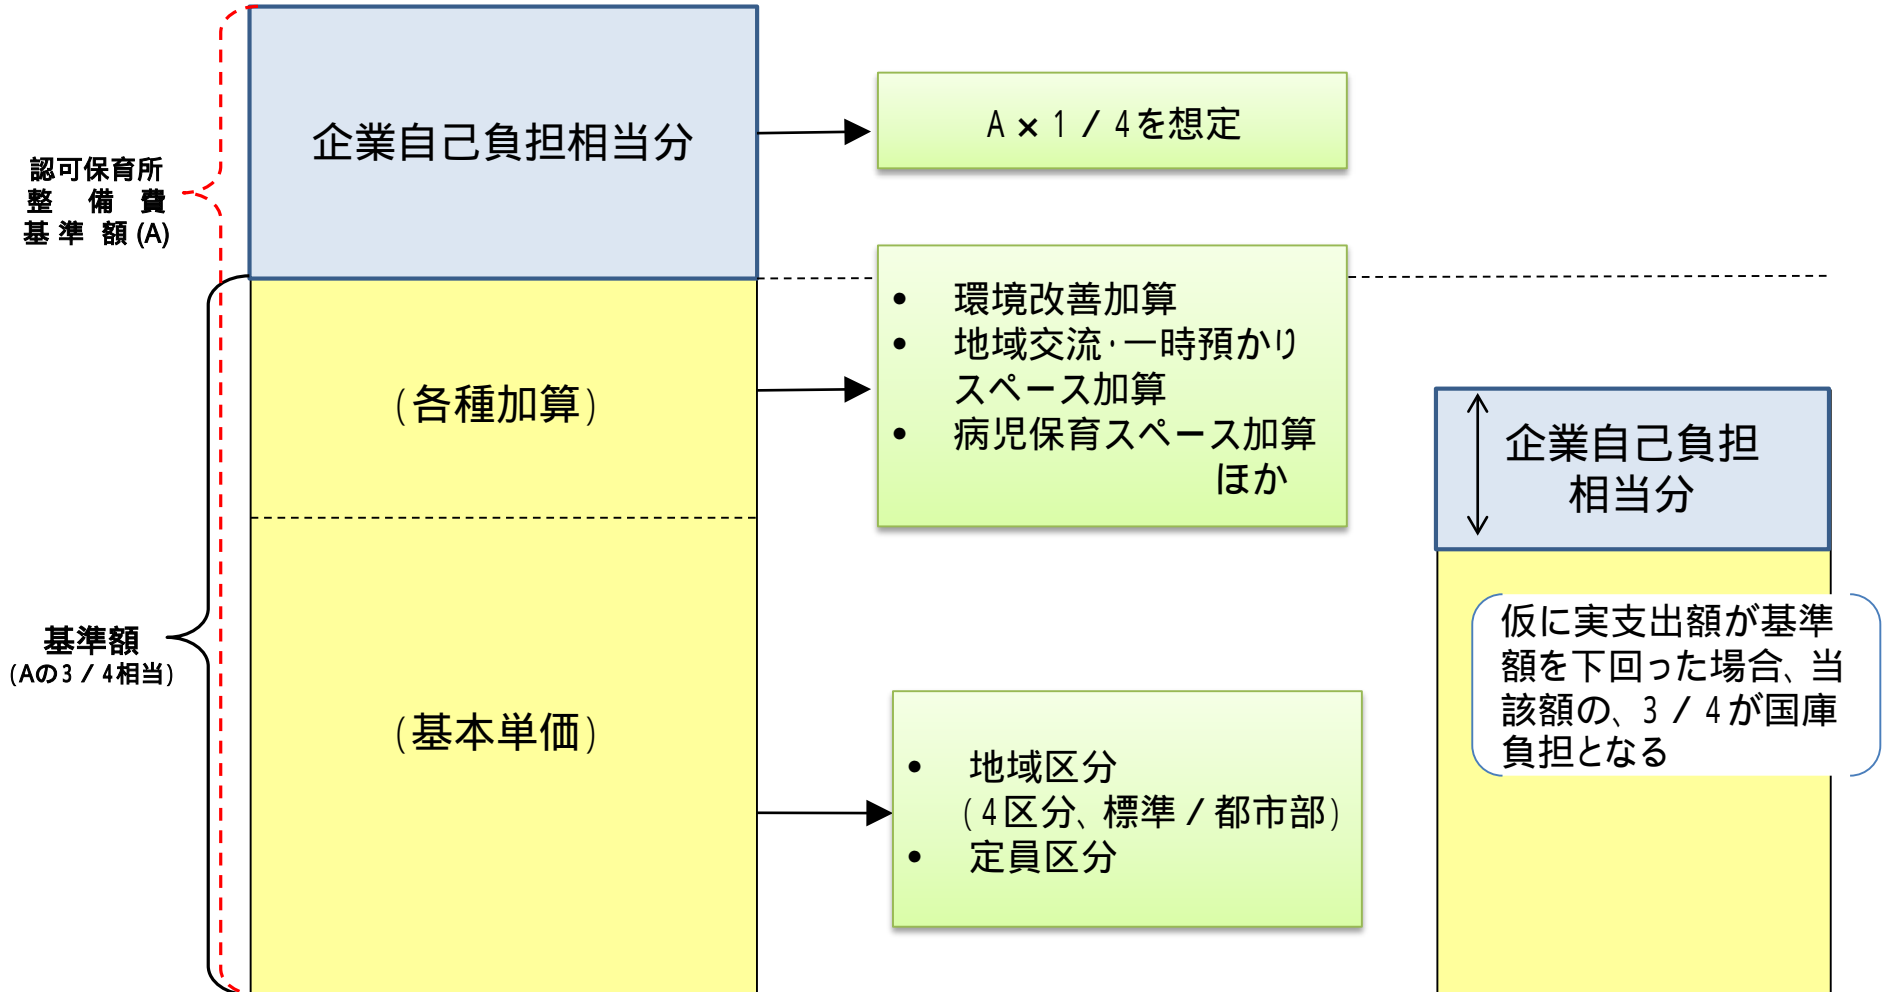 認可保育所
整 備 費
基 準 額 (A)
企業自己負担相当分
A × 1 / 4を想定
基準額
(Aの3 / 4相当)
(各種加算)
• 環境改善加算
• 地域交流・一時預かり
スペース加算
• 病児保育スペース加算
ほか
(基本単価)
• 地域区分
(4区分、標準 / 都市部)
• 定員区分
企業自己負担
相当分
仮に実支出額が基準
額を下回った場合、当
該額の、3 / 4が国庫
負担となる